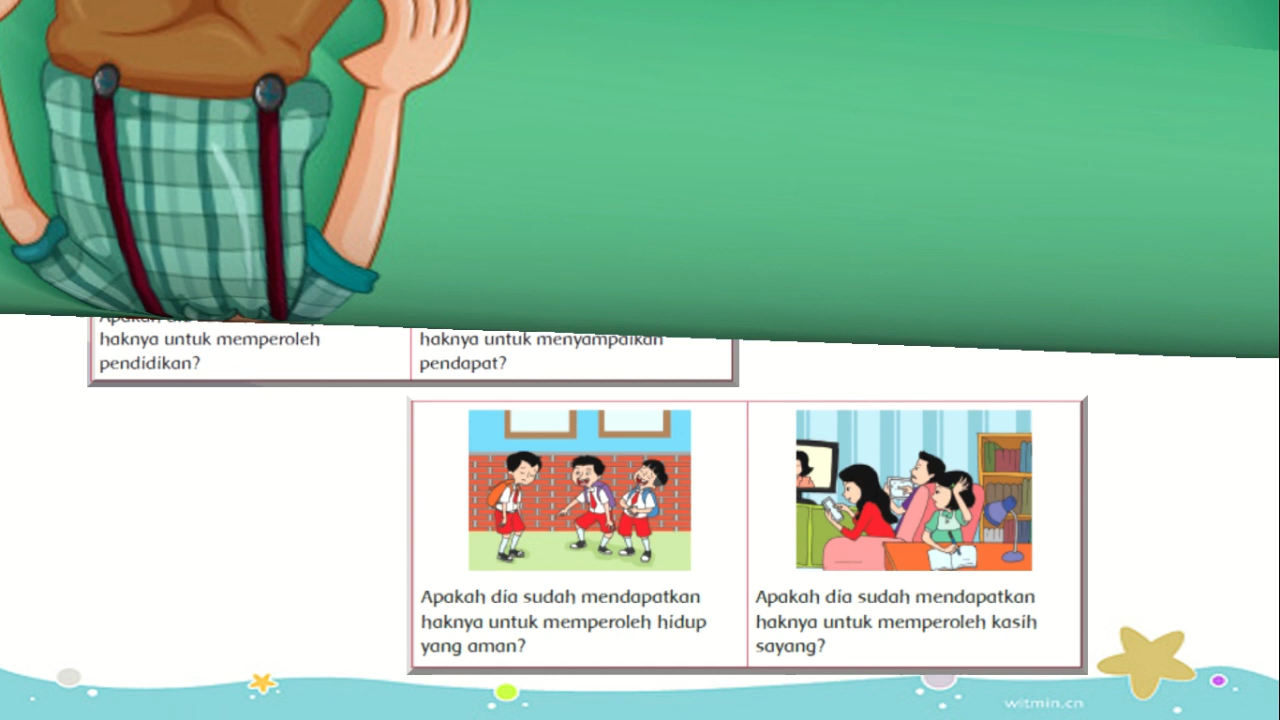 haknya untuk memperoleh
pendidikan?
haknya untuk menyampaikan
pendapat?
Apakah dia sudah mendapatkan
haknya untuk memperoleh hidup
yang aman?
Apakah dia sudah mendapatkan
haknya untuk memperoleh kasih
sayang?
witmin.cn